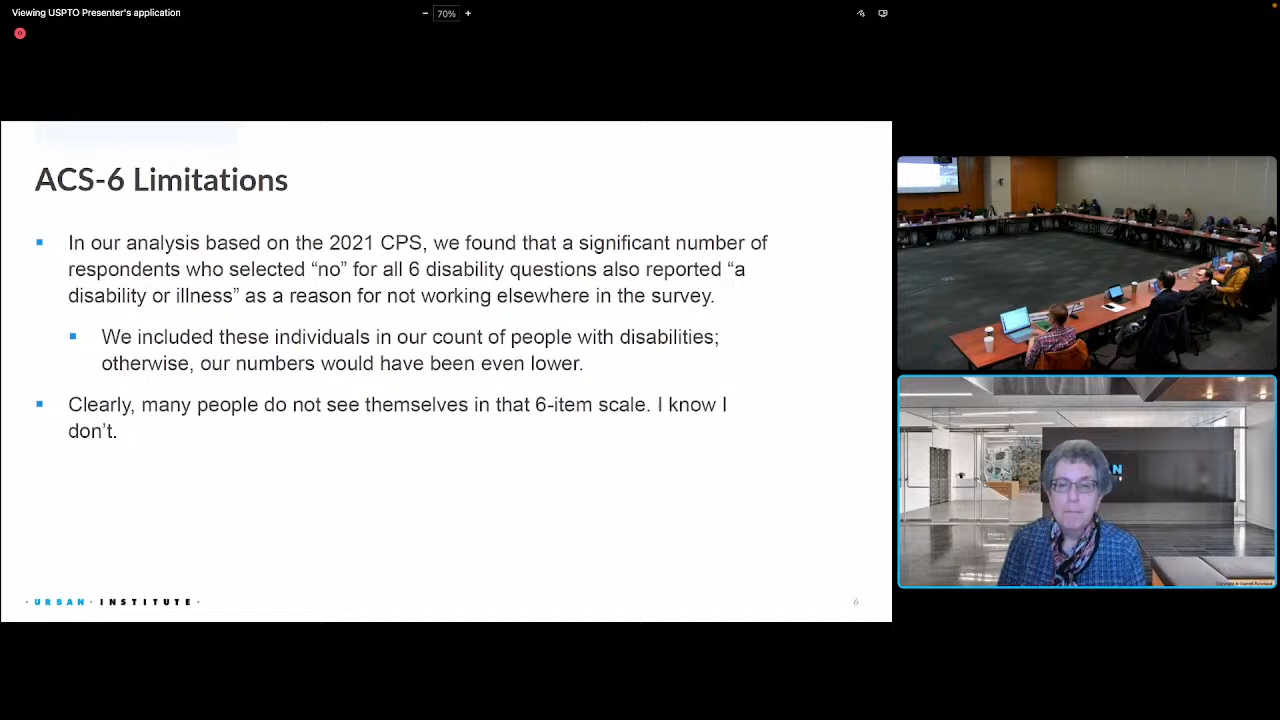 Viewing USPTO Presenter's application
− 70% +
ACS-6 Limitations
In our analysis based on the 2021 CPS, we found that a significant number of
respondents who selected “no” for all 6 disability questions also reported “a
disability or illness” as a reason for not working elsewhere in the survey.
We included these individuals in our count of people with disabilities;
otherwise, our numbers would have been even lower.
Clearly, many people do not see themselves in that 6-item scale. I know I
don’t.
· URBAN · INSTITUTE ·
6
AN